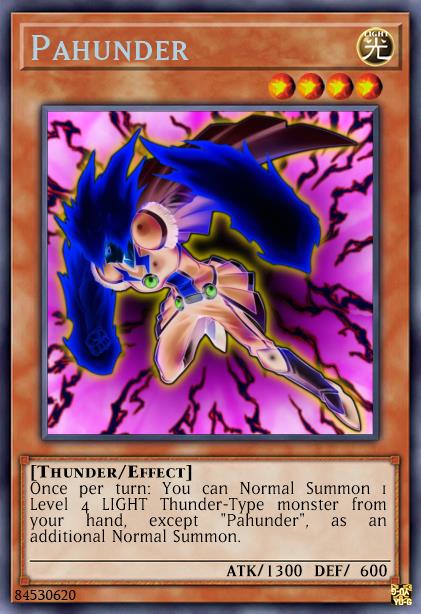 Pahunder
LIGHT
光
[Thunder/Effect]
Once per turn: You can Normal Summon 1
Level 4 LIGHT Thunder-Type monster from
your hand, except "Pahunder", as an
additional Normal Summon.
ATK/1300 DEF/ 600
84530620